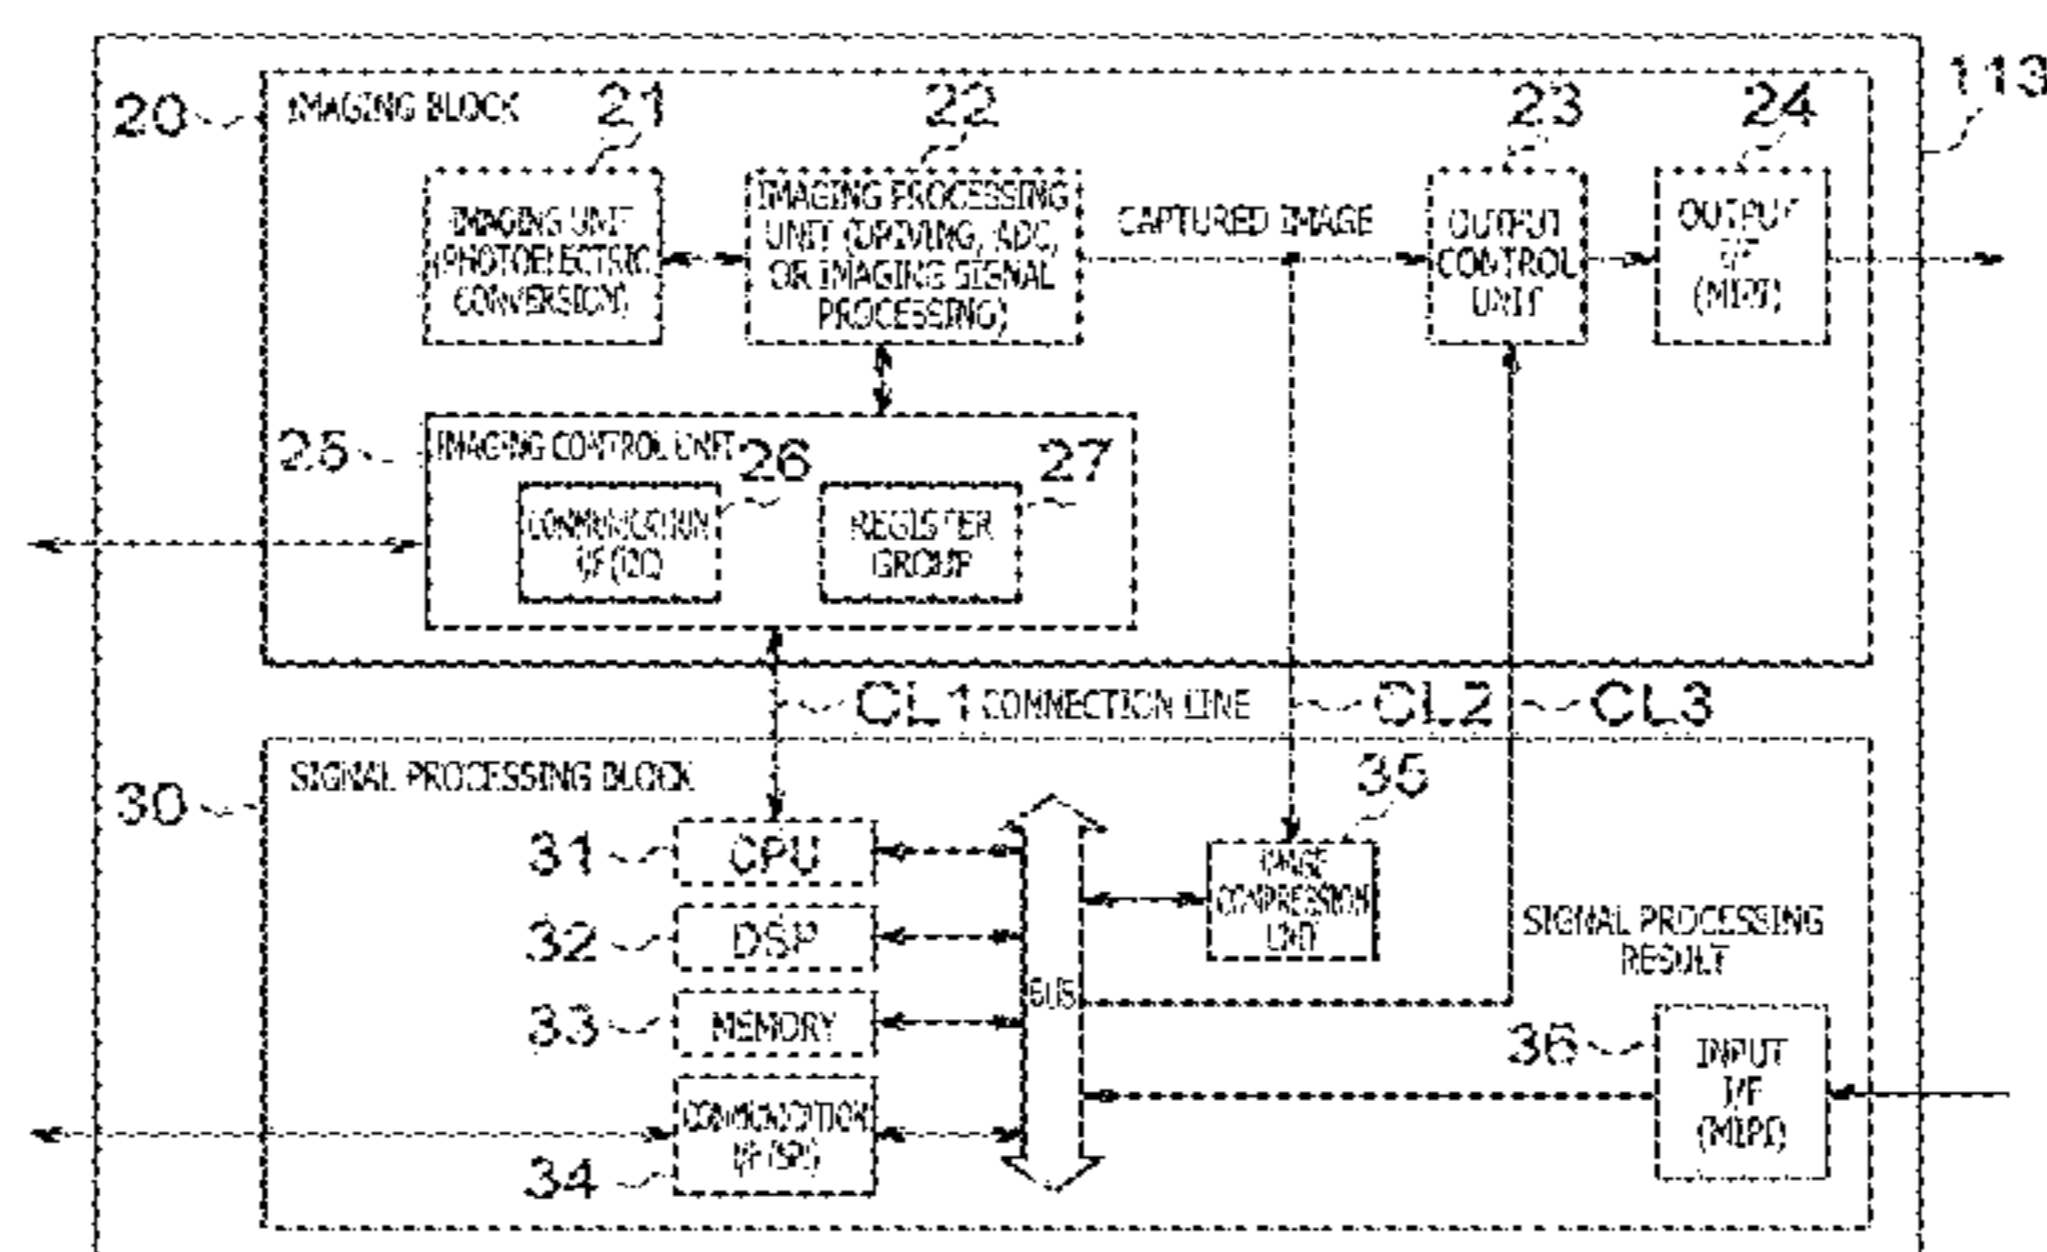 113
20
IMAGING BLOCK
21
22
23
24
IMAGING UNIT
(PHOTOELECTRIC
CONVERSION)
IMAGING PROCESSING
UNIT (DRIVING, ADC,
OR IMAGING SIGNAL
PROCESSING)
CAPTURED IMAGE
OUTPUT
CONTROL
UNIT
OUTPUT
I/F
(MIPI)
25
IMAGING CONTROL UNIT
26
27
COMMUNICATION
I/F (I2C)
REGISTER
GROUP
CL1 CONNECTION LINE
CL2
CL3
30
SIGNAL PROCESSING BLOCK
35
31
CPU
32
DSP
33
MEMORY
34
COMMUNICATION
I/F (SPI)
BUS
IMAGE
COMPRESSION
UNIT
SIGNAL PROCESSING
RESULT
36
INPUT
I/F
(MIPI)